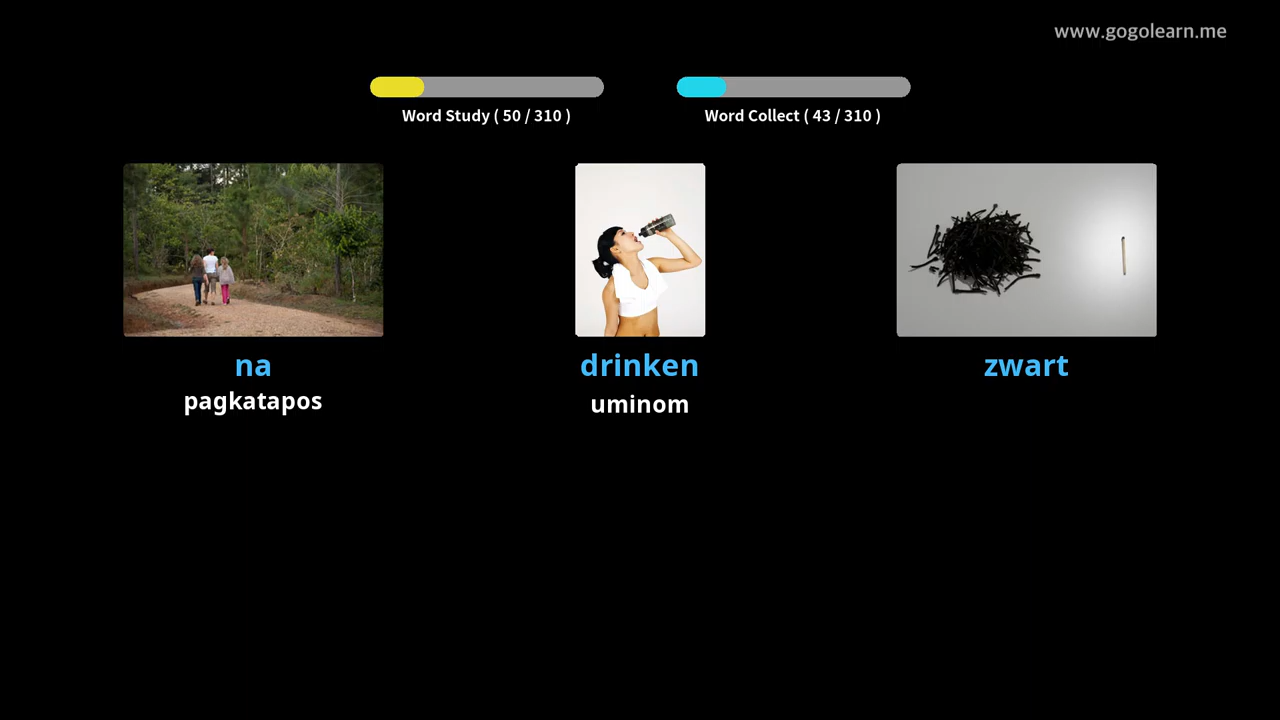 www.gogolearn.me
Word Study ( 50 / 310 )
Word Collect ( 43 / 310 )
na
pagkatapos
drinken
uminom
zwart